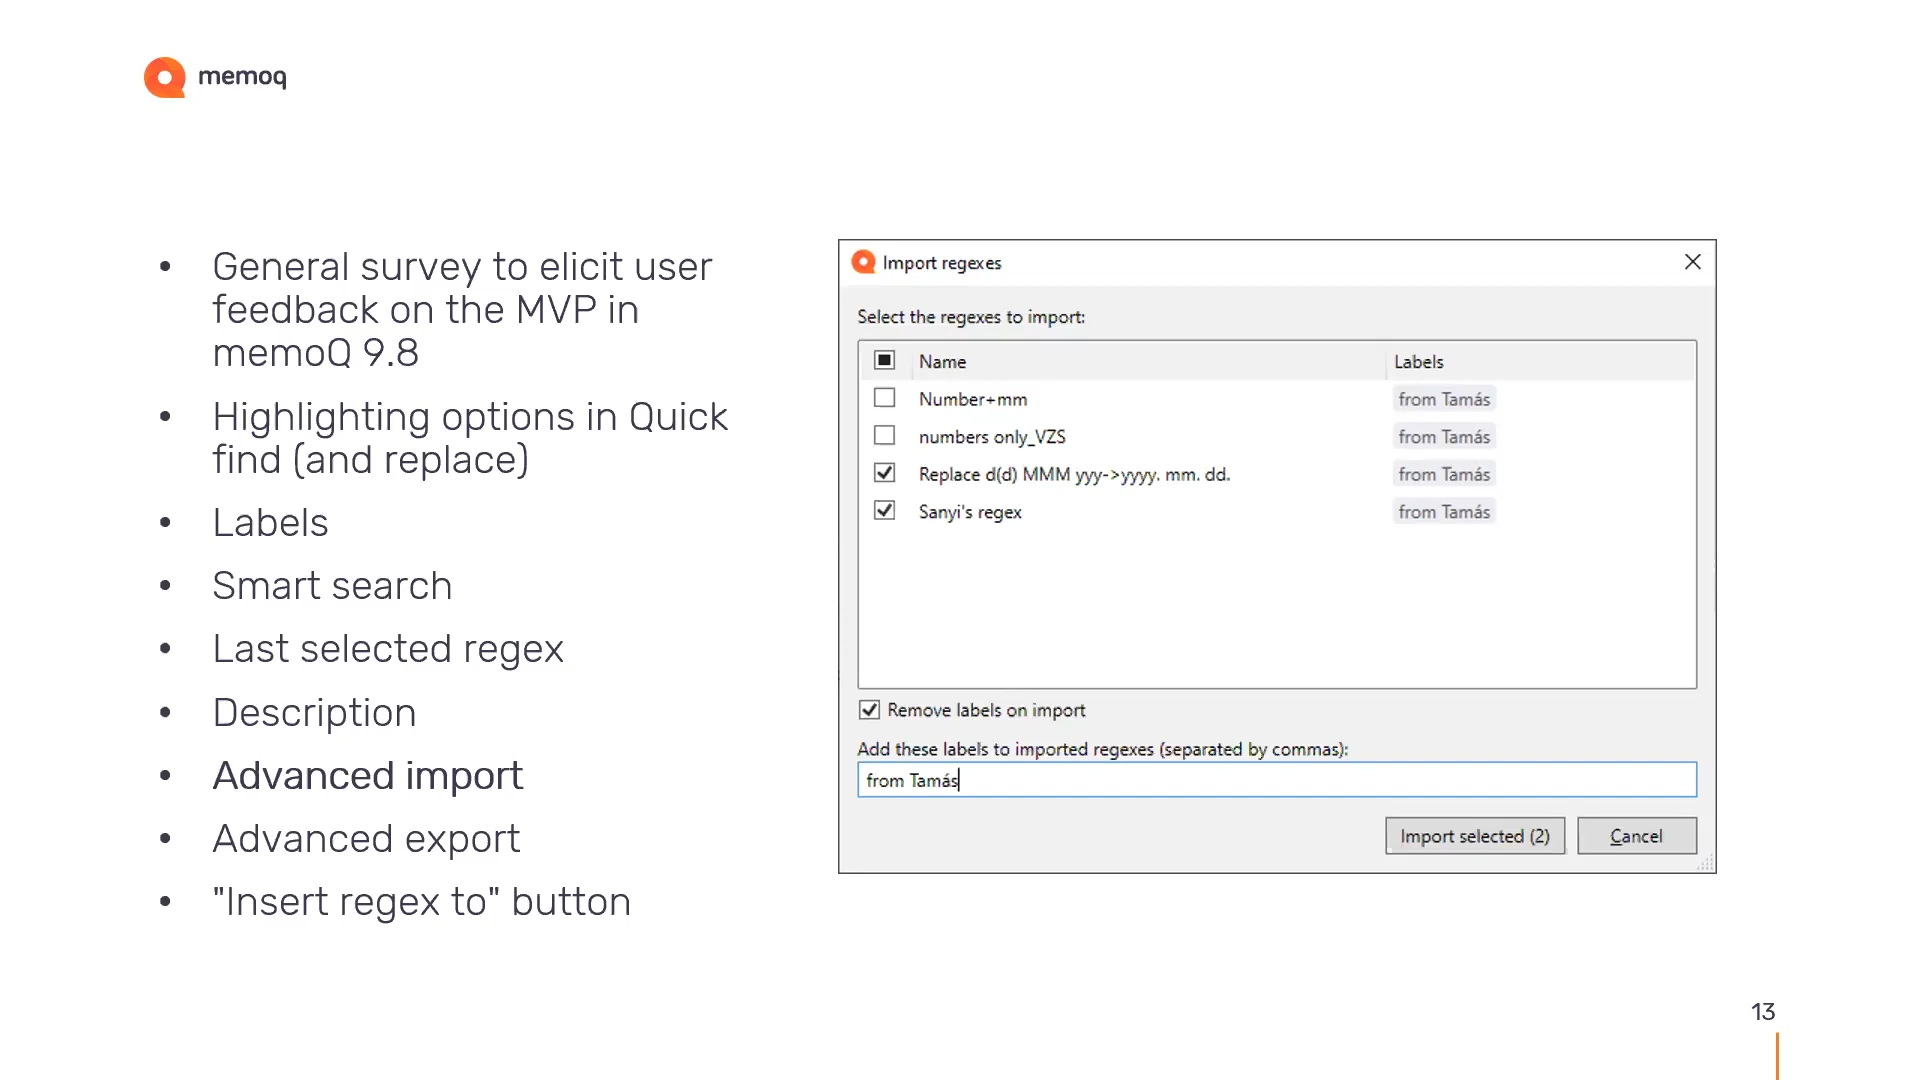 memoq
• General survey to elicit user
feedback on the MVP in
memoQ 9.8
• Highlighting options in Quick
find (and replace)
• Labels
• Smart search
• Last selected regex
• Description
• Advanced import
• Advanced export
• "Insert regex to" button
Import regexes
Select the regexes to import:
Name Labels
Number+mm from Tamás
numbers only_VZS from Tamás
Replace d(d) MMM yyy->yyyy. mm. dd. from Tamás
Sanyi's regex from Tamás
Remove labels on import
Add these labels to imported regexes (separated by commas):
from Tamás
Import selected (2) Cancel
13